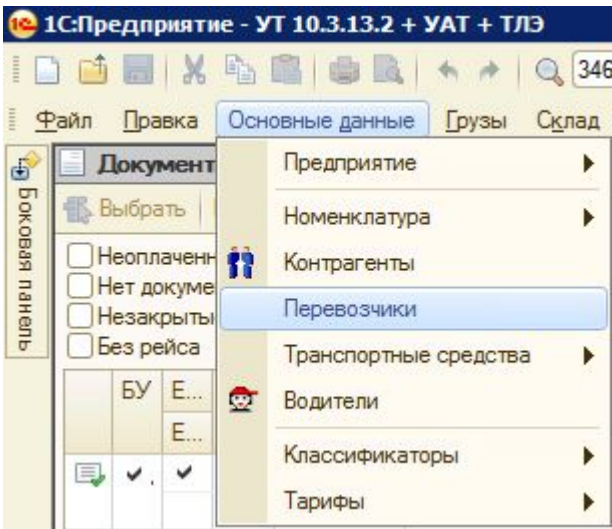 1С:Предприятие - УТ 10.3.13.2 + УАТ + ТЛЭ
346
Файл Правка Основные данные Грузы Склад
Боковая панель
Документ
Выбрать
Неоплаченн
Нет докуме
Незакрыты
Без рейса
БУ Е...
Е...
Предприятие
Номенклатура
Контрагенты
Перевозчики
Транспортные средства
Водители
Классификаторы
Тарифы